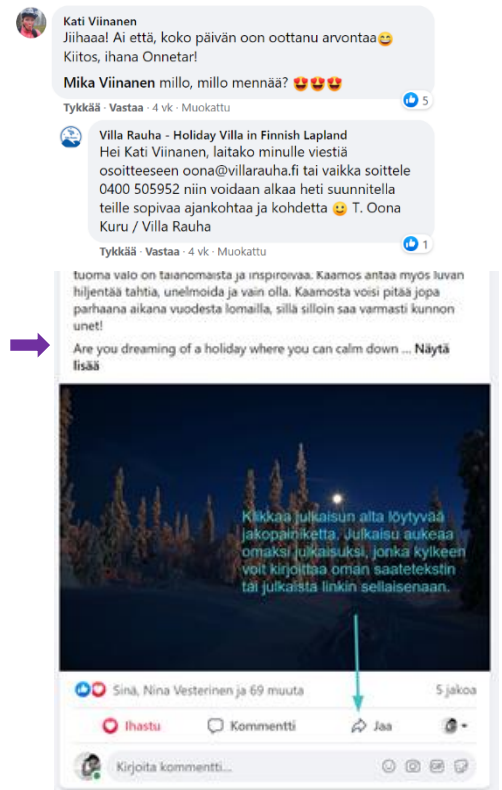 Kati Viinanen
Jiihaaa! Ai että, koko päivän oon oottanu arvontaa😄
Kiitos, ihana Onnetar!
Mika Viinanen millo, millo mennää? 😍😍😍
Tykkää · Vastaa · 4 vk · Muokattu
5
Villa Rauha - Holiday Villa in Finnish Lapland
Hei Kati Viinanen, laitako minulle viestiä
osoitteeseen oona@villarauha.fi tai vaikka soittele
0400 505952 niin voidaan alkaa heti suunnitella
teille sopivaa ajankohtaa ja kohdetta 🙂 T. Oona
Kuru / Villa Rauha
Tykkää · Vastaa · 4 vk · Muokattu
1
tuoma valo on taianomaista ja inspiroivaa. Kaamos antaa myös luvan
hiljentää tahtia, unelmoida ja vain olla. Kaamosta voisi pitää jopa
parhaana aikana vuodesta lomailla, sillä silloin saa varmasti kunnon
unet!
Are you dreaming of a holiday where you can calm down ... Näytä
lisää
Klikkaa julkaisun alta löytyvää
jakopainiketta. Julkaisu aukeaa
omaksi julkaisuksi, jonka kylkeen
voit kirjoittaa oman saatetekstin
tai julkaista linkin sellaisenaan.
Sinä, Nina Vesterinen ja 69 muuta
5 jakoa
Ihastu
Kommentti
Jaa
Kirjoita kommentti...
GIF